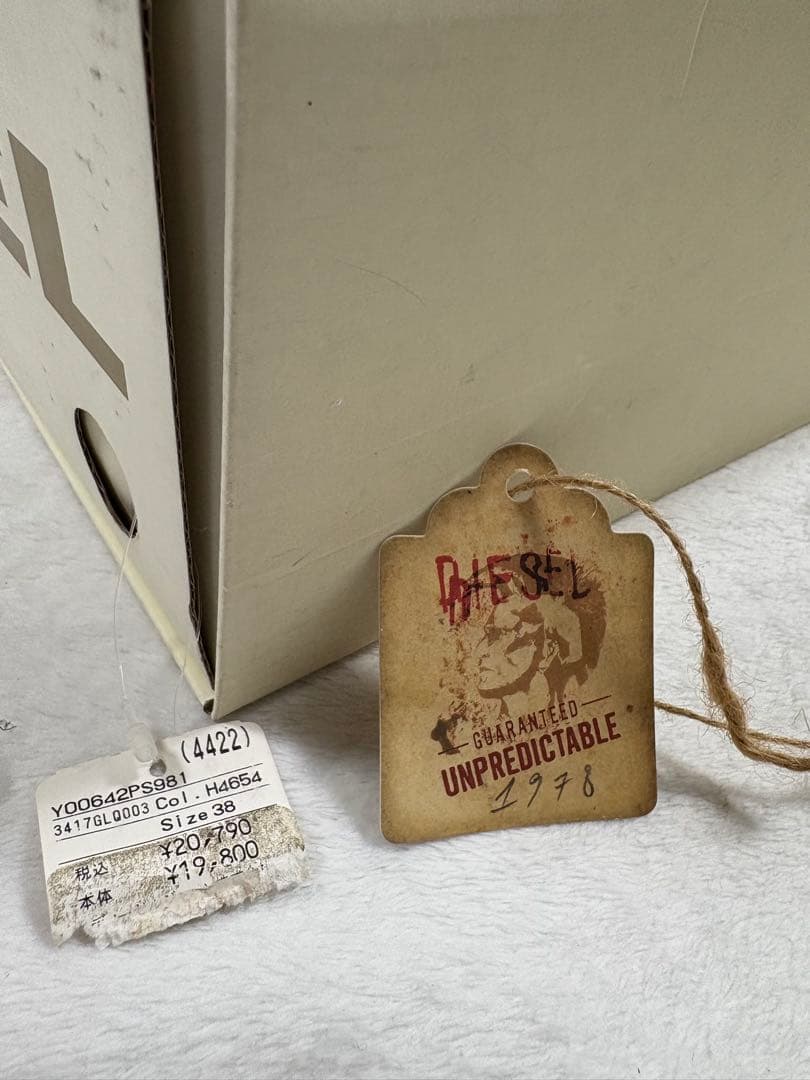 EL
(4422)
Y00642PS981
3417GLQ003 Col. H4654
Size 38
税込 ¥20,790
本体 ¥19,800
DIESEL
GUARANTEED
UNPREDICTABLE
1978